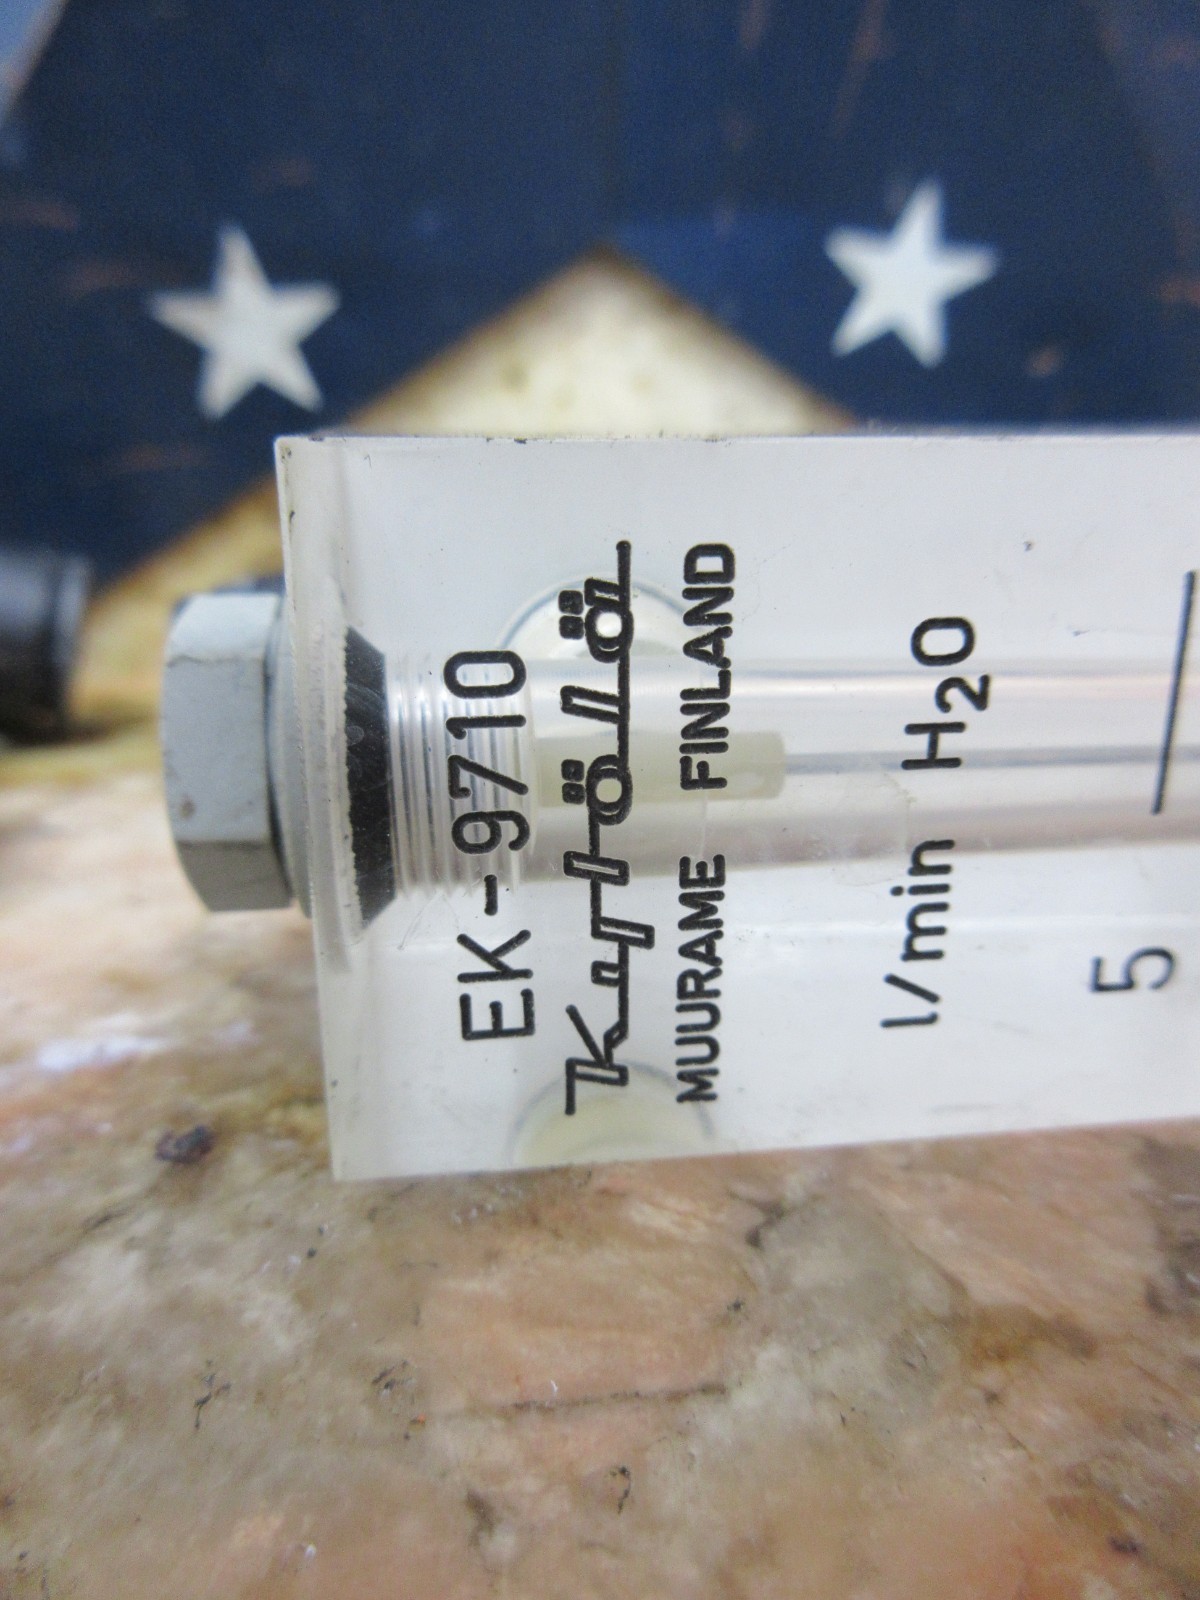 EK-9710
Kytölä
MUURAME FINLAND
l/min H₂O
5